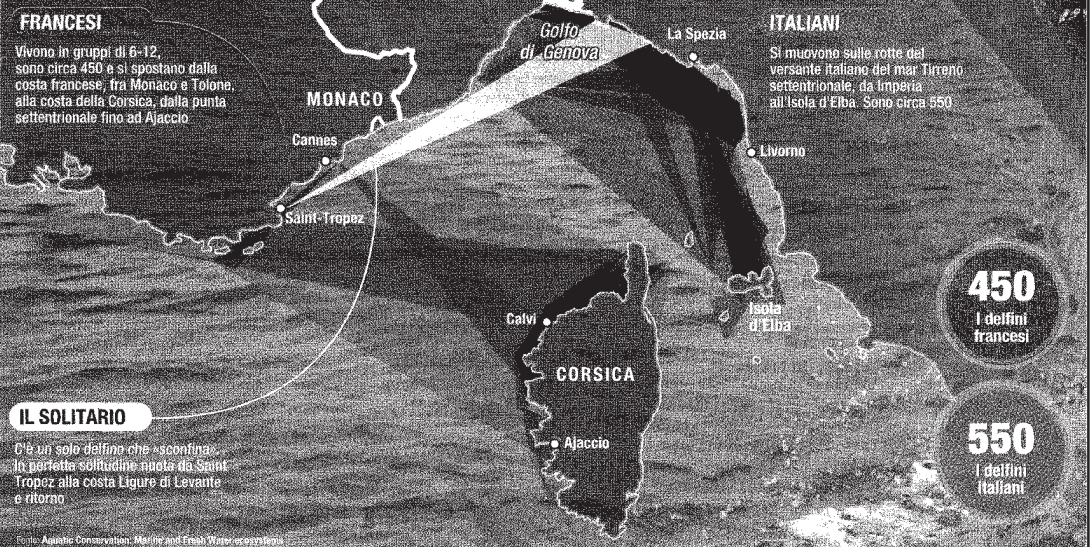 FRANCESI
Vivono in gruppi di 6-12,
sono circa 450 e si spostano dalla
costa francese, fra Monaco e Tolone,
alla costa della Corsica, dalla punta
settentrionale fino ad Ajaccio
ITALIANI
Si muovono sulle rotte del
versante italiano del mar Tirreno
settentrionale, da Imperia
all'Isola d'Elba. Sono circa 550
Golfo
di Genova
La Spezia
MONACO
Cannes
Livorno
Saint-Tropez
Isola
d'Elba
Calvi
CORSICA
Ajaccio
450
I delfini
francesi
550
I delfini
italiani
IL SOLITARIO
C'è un solo delfino che «sconfina».
In perfetta solitudine nuota da Saint
Tropez alla costa Ligure di Levante
e ritorno
Fonte: Aquatic Conservation: Marine and Fresh Water ecosystems